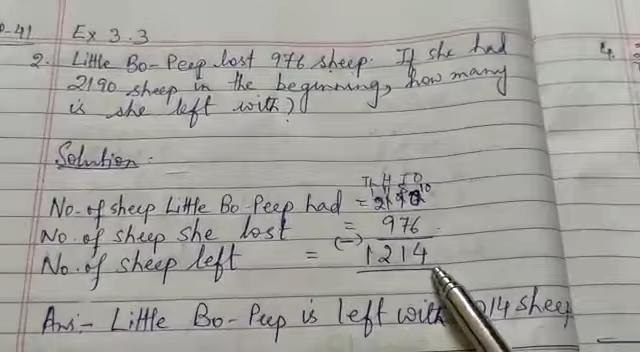 Ex 3.3
2. Little Bo-Peep lost 976 sheep. If she had
2190 sheep in the beginning, how many
is she left with?
Solution.
Th H T O
No. of sheep Little Bo-Peep had =
No. of sheep she lost = 976
No. of sheep left = (-) 1214
Ans:- Little Bo-Peep is left with 14 sheep